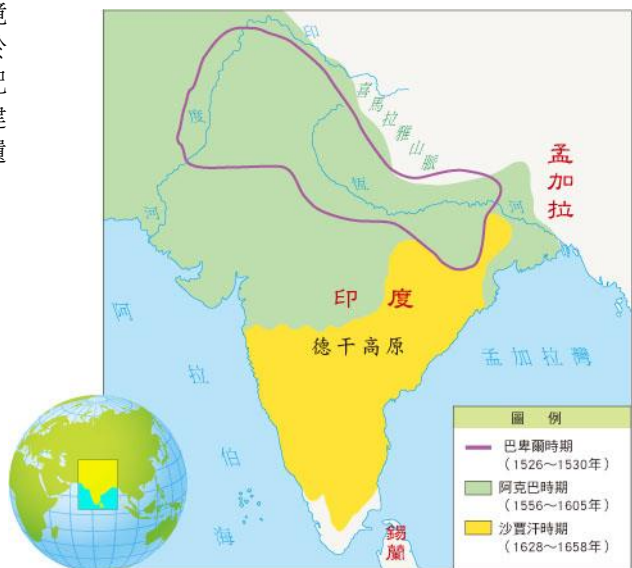 印度河
喜馬拉雅山脈
恆河
孟加拉
印度
德干高原
阿拉伯海
孟加拉灣
錫蘭
圖例
巴卑爾時期
（1526～1530年）
阿克巴時期
（1556～1605年）
沙賈汗時期
（1628～1658年）